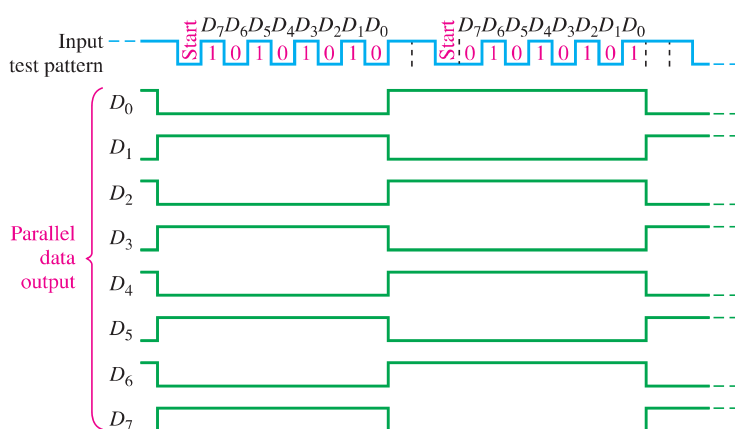 D7D6D5D4D3D2D1D0 D7D6D5D4D3D2D1D0
Input
test pattern
Start 1 0 1 0 1 0 1 0 Start 0 1 0 1 0 1 0 1
D0
D1
D2
D3
Parallel
data
output
D4
D5
D6
D7